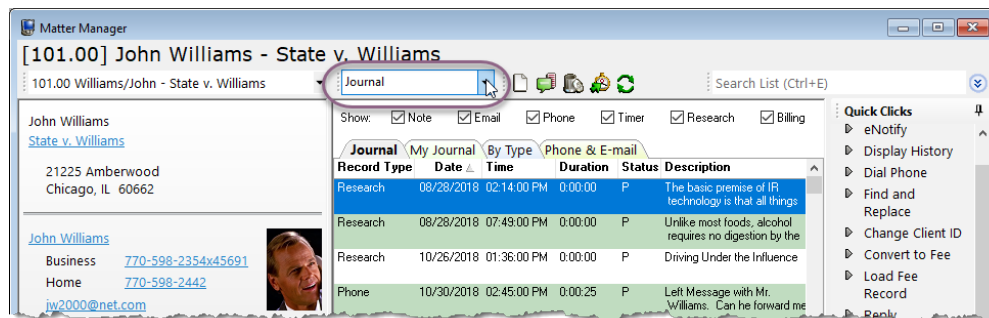 Matter Manager
[101.00] John Williams - State v. Williams
101.00 Williams/John - State v. Williams
Journal
Search List (Ctrl+E)
John Williams
State v. Williams
21225 Amberwood
Chicago, IL 60662
John Williams
Business 770-598-2354x45691
Home 770-598-2442
jw2000@net.com
Show: Note Email Phone Timer Research Billing
Journal My Journal By Type Phone & E-mail
Record Type Date Time Duration Status Description
Research 08/28/2018 02:14:00 PM 0:00:00 P The basic premise of IR
technology is that all things
Research 08/28/2018 07:49:00 PM 0:00:00 P Unlike most foods, alcohol
requires no digestion by the
Research 10/26/2018 01:36:00 PM 0:00:00 P Driving Under the Influence
Phone 10/30/2018 02:45:00 PM 0:00:25 P Left Message with Mr.
Williams. Can he forward me
Quick Clicks
eNotify
Display History
Dial Phone
Find and
Replace
Change Client ID
Convert to Fee
Load Fee
Record
Reply